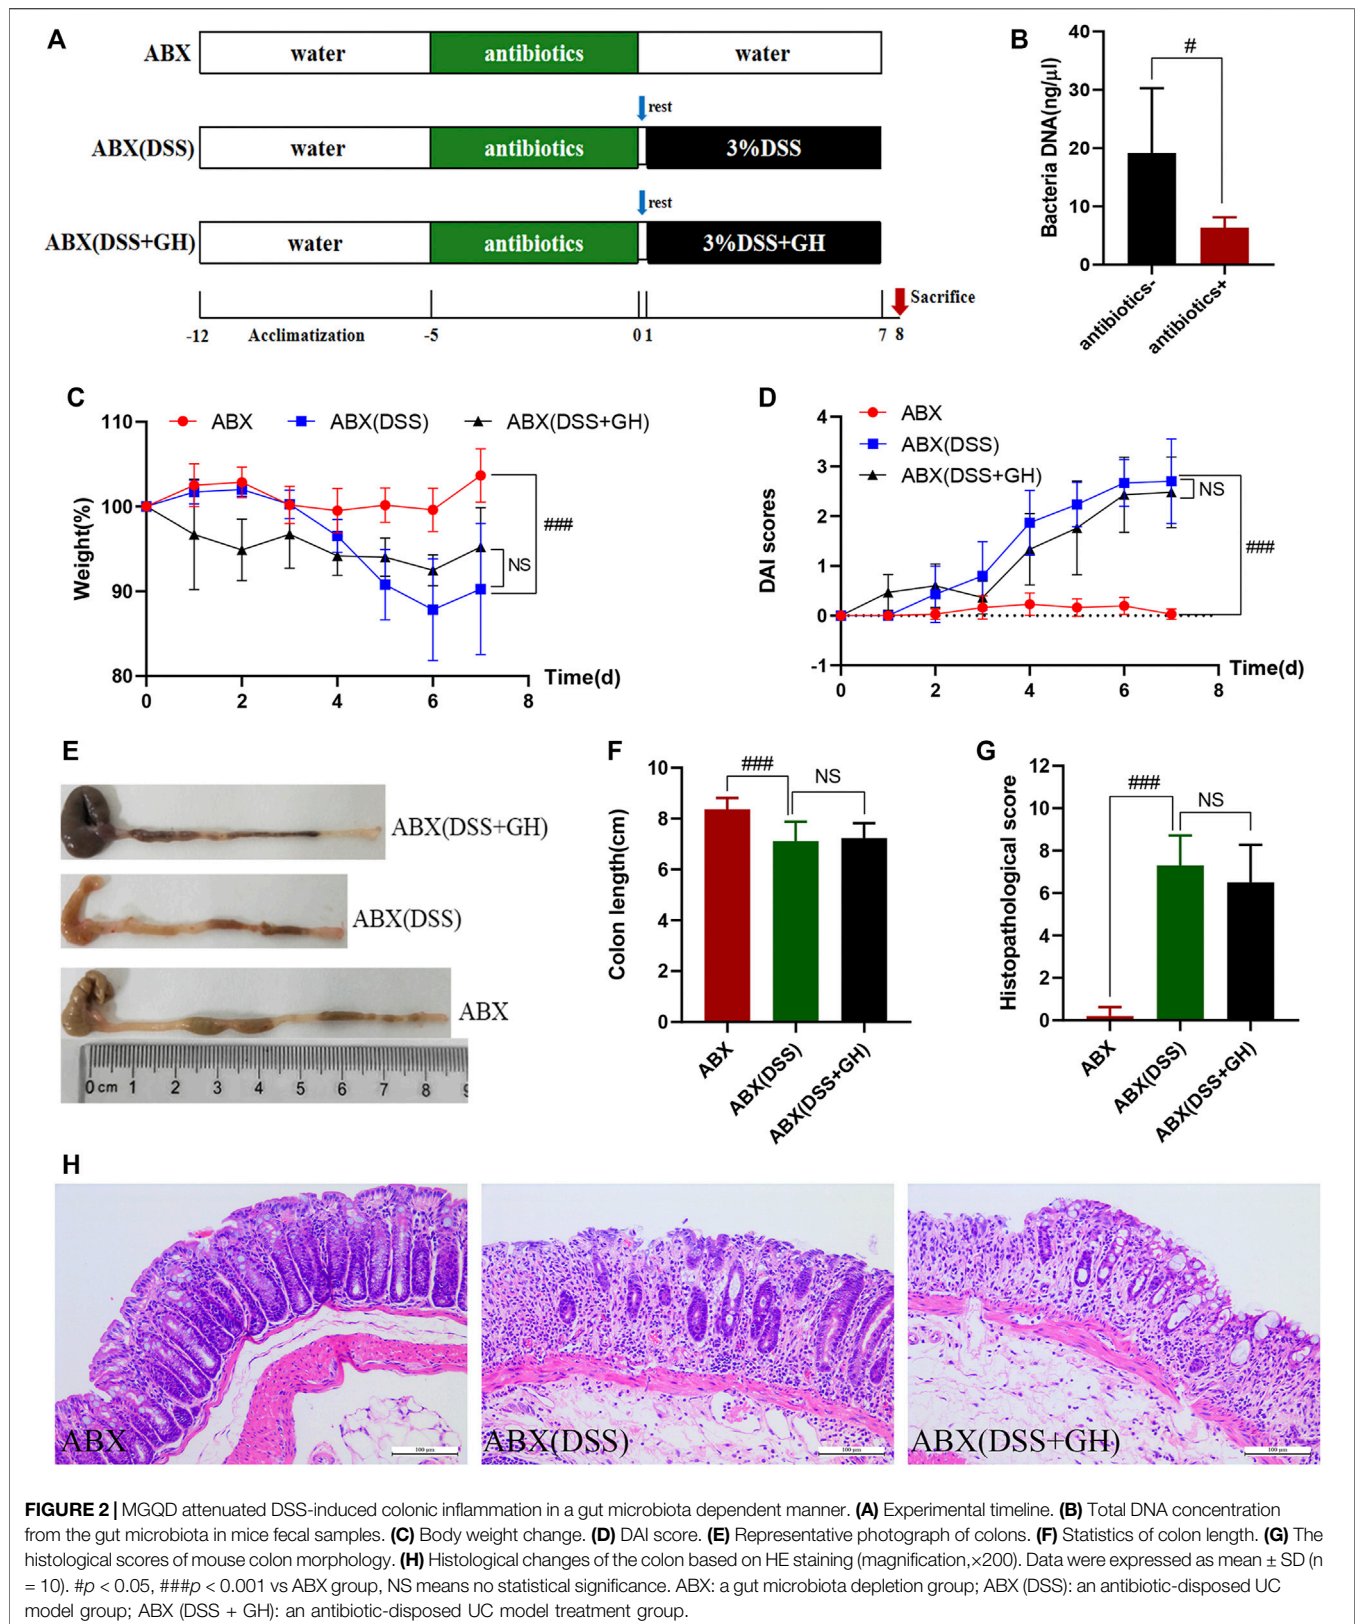 A
ABX
water
antibiotics
water
rest
ABX(DSS)
water
antibiotics
3%DSS
rest
ABX(DSS+GH)
water
antibiotics
3%DSS+GH
Sacrifice
-12
Acclimatization
-5
0 1
7 8
B
Bacteria DNA(ng/µl)
40
30
20
10
0
#
antibiotics-
antibiotics+
C
ABX
ABX(DSS)
ABX(DSS+GH)
Weight(%)
110
100
90
80
###
NS
Time(d)
0 2 4 6 8
D
ABX
ABX(DSS)
ABX(DSS+GH)
DAI scores
4
3
2
1
0
-1
NS
###
Time(d)
0 2 4 6 8
E
ABX(DSS+GH)
ABX(DSS)
ABX
0 cm 1 2 3 4 5 6 7 8 9
F
Colon length(cm)
10
8
6
4
2
0
###
NS
ABX
ABX(DSS)
ABX(DSS+GH)
G
Histopathological score
12
10
8
6
4
2
0
###
NS
ABX
ABX(DSS)
ABX(DSS+GH)
H
ABX
100 µm
ABX(DSS)
100 µm
ABX(DSS+GH)
100 µm
FIGURE 2 | MGQD attenuated DSS-induced colonic inflammation in a gut microbiota dependent manner. (A) Experimental timeline. (B) Total DNA concentration
from the gut microbiota in mice fecal samples. (C) Body weight change. (D) DAI score. (E) Representative photograph of colons. (F) Statistics of colon length. (G) The
histological scores of mouse colon morphology. (H) Histological changes of the colon based on HE staining (magnification,×200). Data were expressed as mean ± SD (n
= 10). #p < 0.05, ###p < 0.001 vs ABX group, NS means no statistical significance. ABX: a gut microbiota depletion group; ABX (DSS): an antibiotic-disposed UC
model group; ABX (DSS + GH): an antibiotic-disposed UC model treatment group.